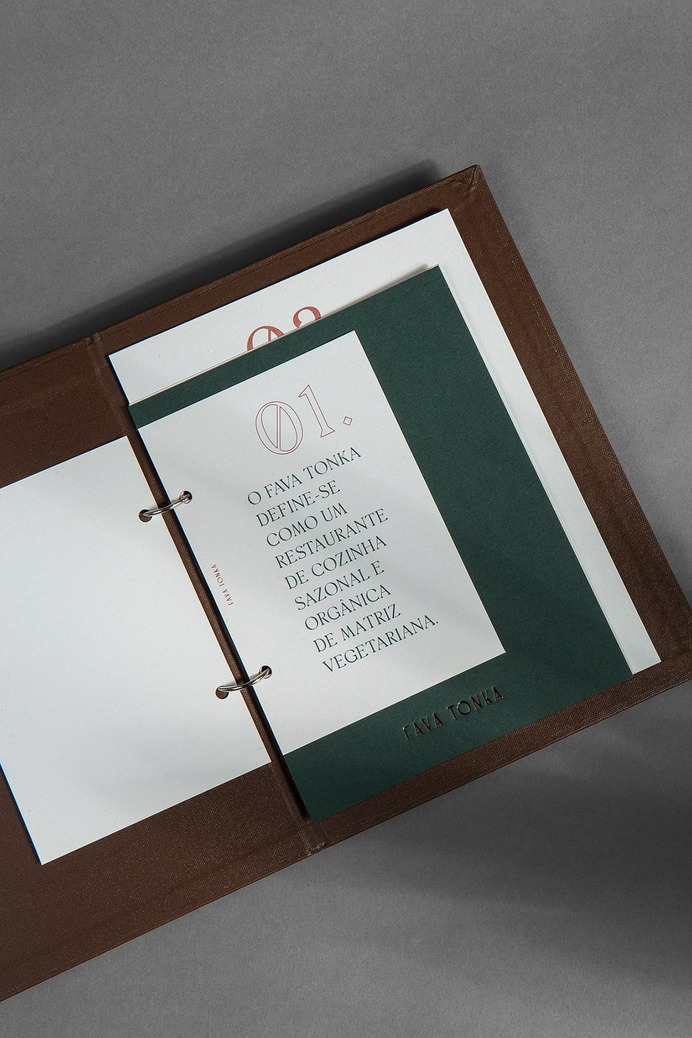 03
01.
O FAVA TONKA
DEFINE-SE
COMO UM
RESTAURANTE
DE COZINHA
SAZONAL E
ORGÂNICA
DE MATRIZ
VEGETARIANA.
FAVA TONKA
FAVA TONKA